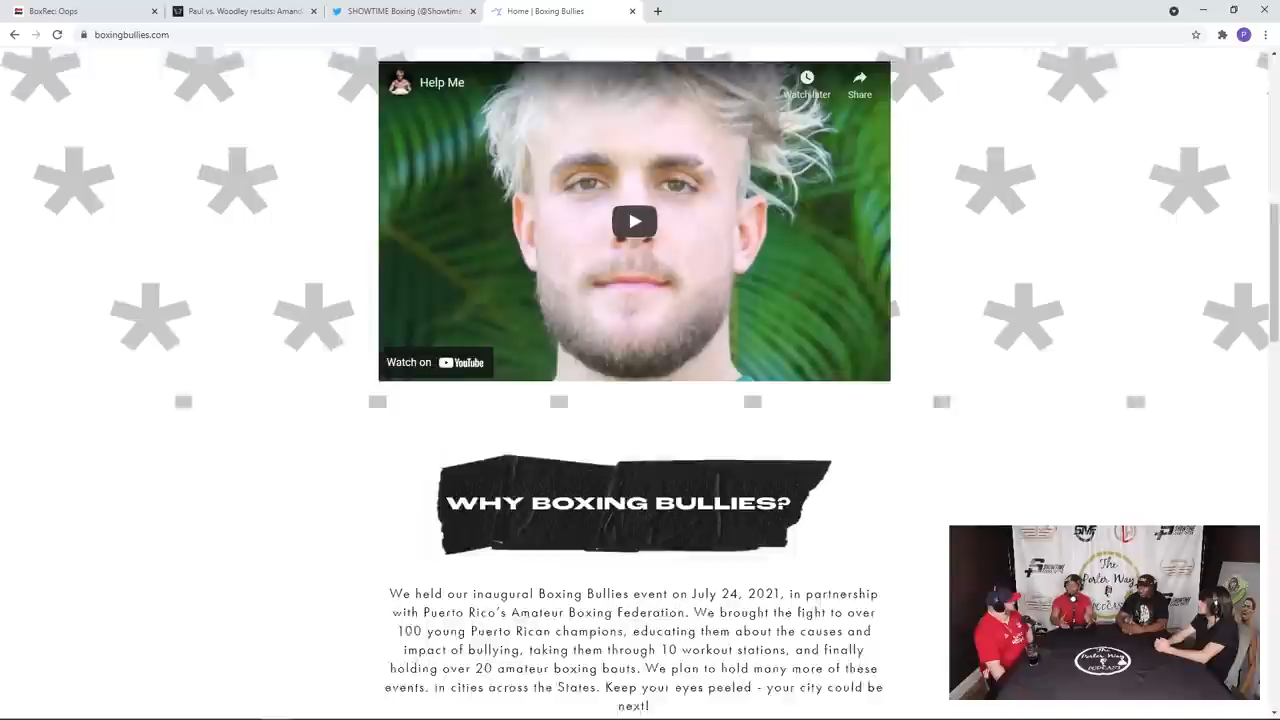 BoxRec: Oops
Paul vs. Woodley results: Amand
SHOWTIME Boxing (@Showtime
Home | Boxing Bullies
boxingbullies.com
P
Help Me
Watch later
Share
Watch on YouTube
WHY BOXING BULLIES?
We held our inaugural Boxing Bullies event on July 24, 2021, in partnership
with Puerto Rico's Amateur Boxing Federation. We brought the fight to over
100 young Puerto Rican champions, educating them about the causes and
impact of bullying, taking them through 10 workout stations, and finally
holding over 20 amateur boxing bouts. We plan to hold many more of these
events. in cities across the States. Keep your eyes peeled - your city could be
next!
The
Porter Way
PODCAST
The
Porter Way
PODCAST